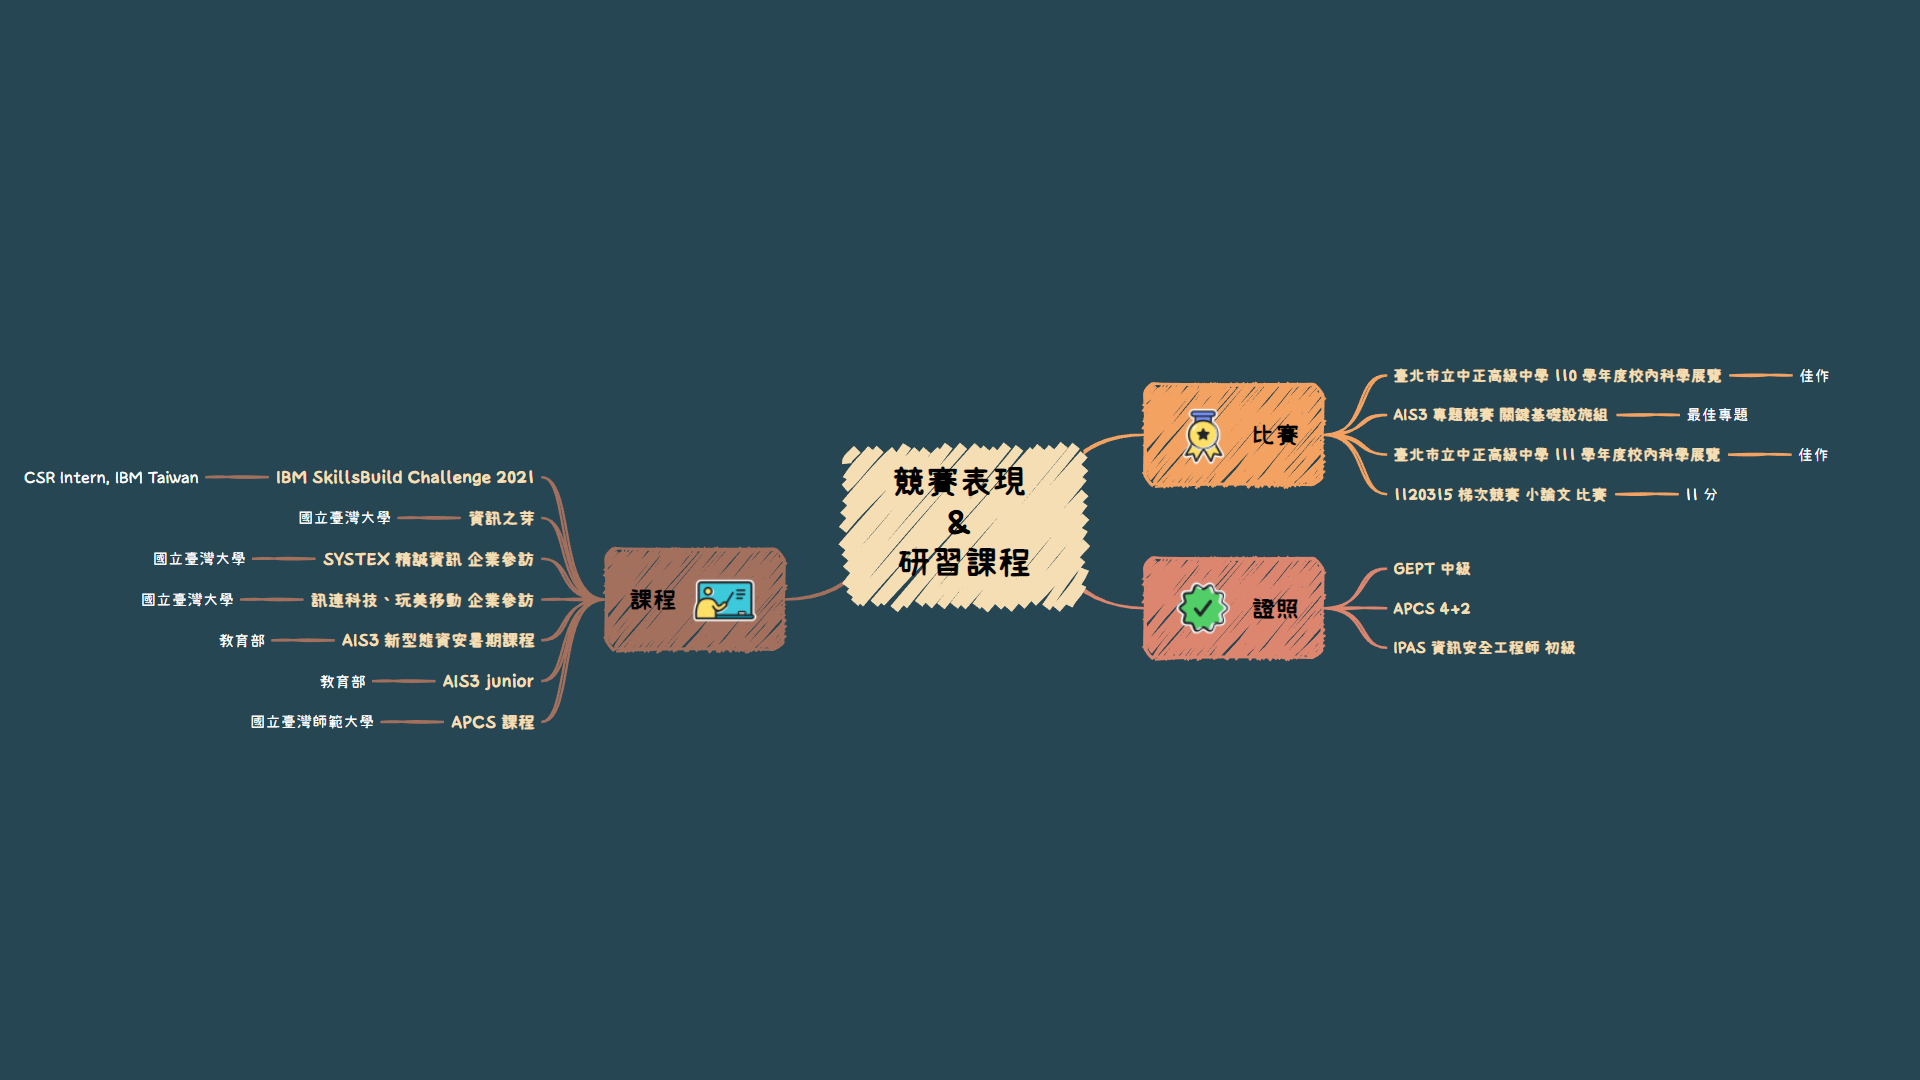 競賽表現
&
研習課程
課程
IBM SkillsBuild Challenge 2021
CSR Intern, IBM Taiwan
資訊之芽
國立臺灣大學
SYSTEX 精誠資訊 企業參訪
國立臺灣大學
訊連科技、玩美移動 企業參訪
國立臺灣大學
AIS3 新型態資安暑期課程
教育部
AIS3 junior
教育部
APCS 課程
國立臺灣師範大學
比賽
臺北市立中正高級中學 110 學年度校內科學展覽
佳作
AIS3 專題競賽 關鍵基礎設施組
最佳專題
臺北市立中正高級中學 111 學年度校內科學展覽
佳作
1120315 梯次競賽 小論文 比賽
11 分
證照
GEPT 中級
APCS 4+2
IPAS 資訊安全工程師 初級